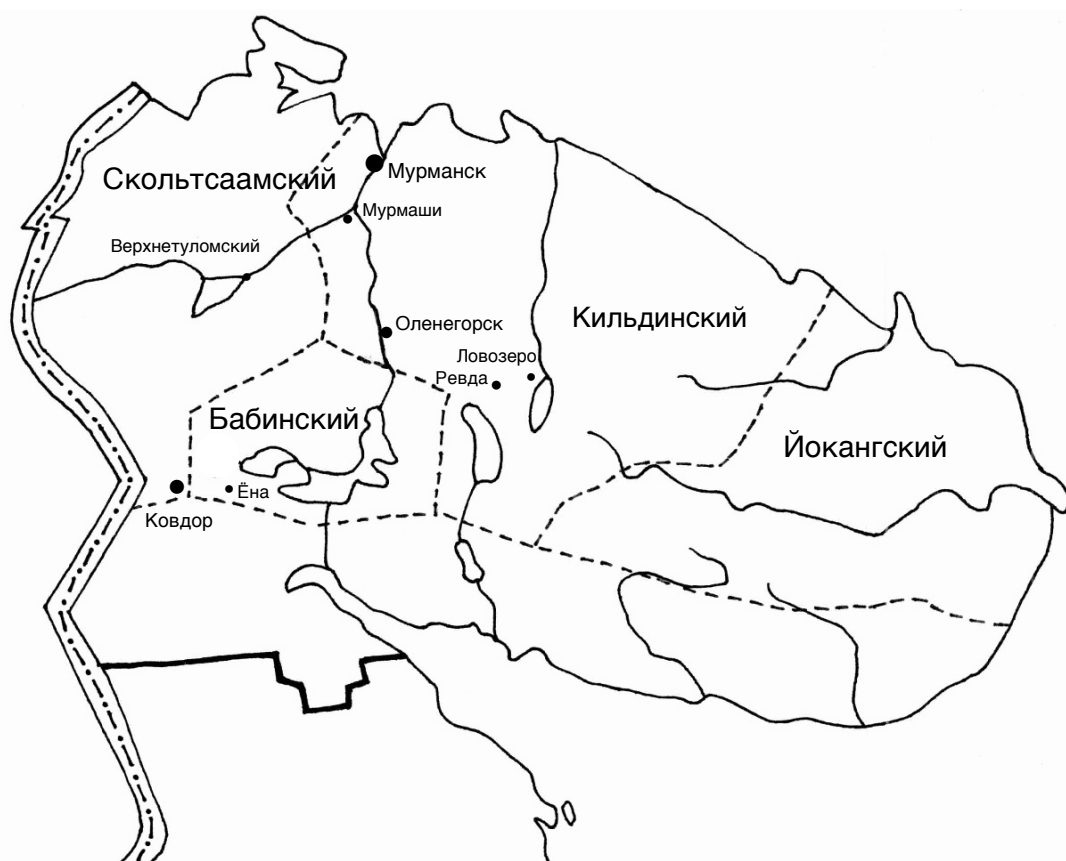 Скольтсаамский
Мурманск
Мурмаши
Верхнетуломский
Оленегорск
Кильдинский
Ловозеро
Ревда
Бабинский
Йокангский
Ёна
Ковдор